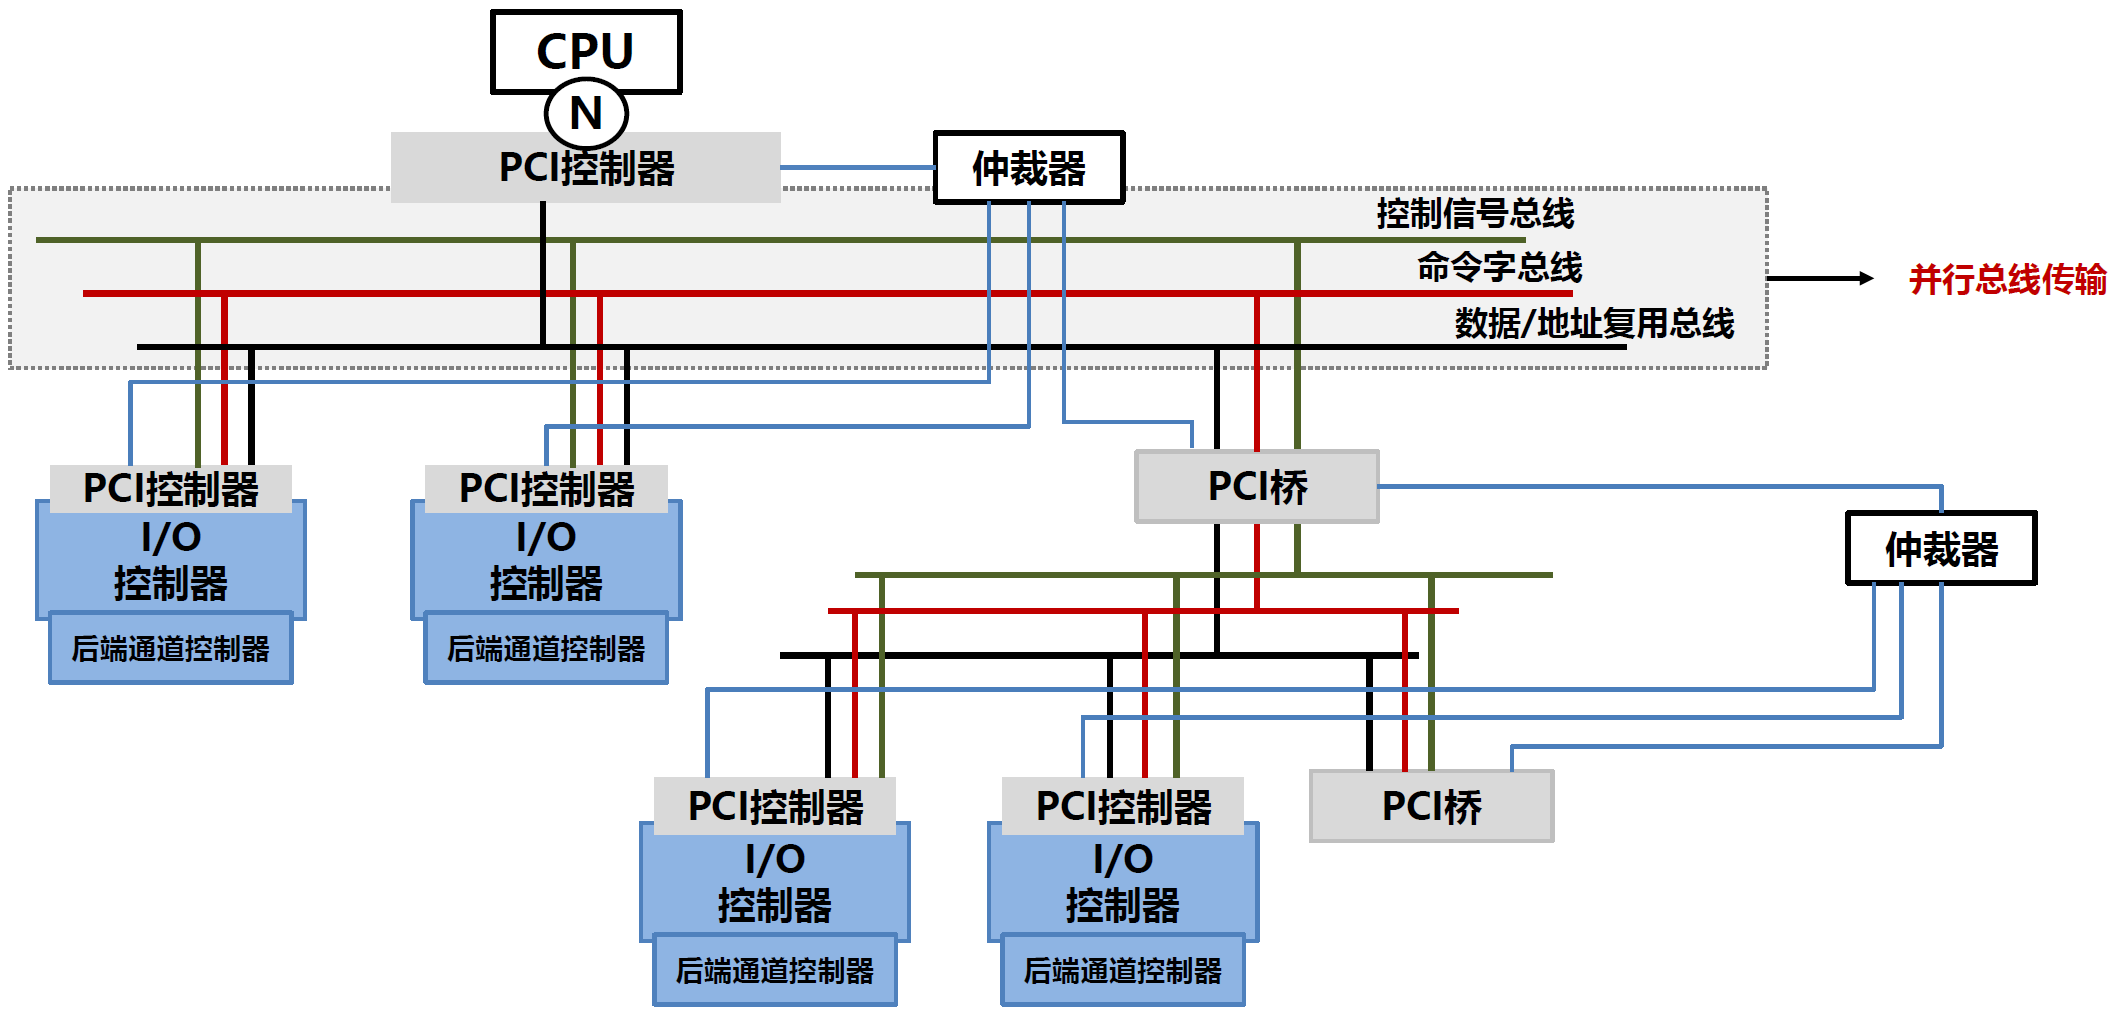 CPU
N
PCI控制器
仲裁器
控制信号总线
命令字总线
并行总线传输
数据/地址复用总线
PCI控制器
I/O
控制器
后端通道控制器
PCI控制器
I/O
控制器
后端通道控制器
PCI桥
仲裁器
PCI控制器
I/O
控制器
后端通道控制器
PCI控制器
I/O
控制器
后端通道控制器
PCI桥